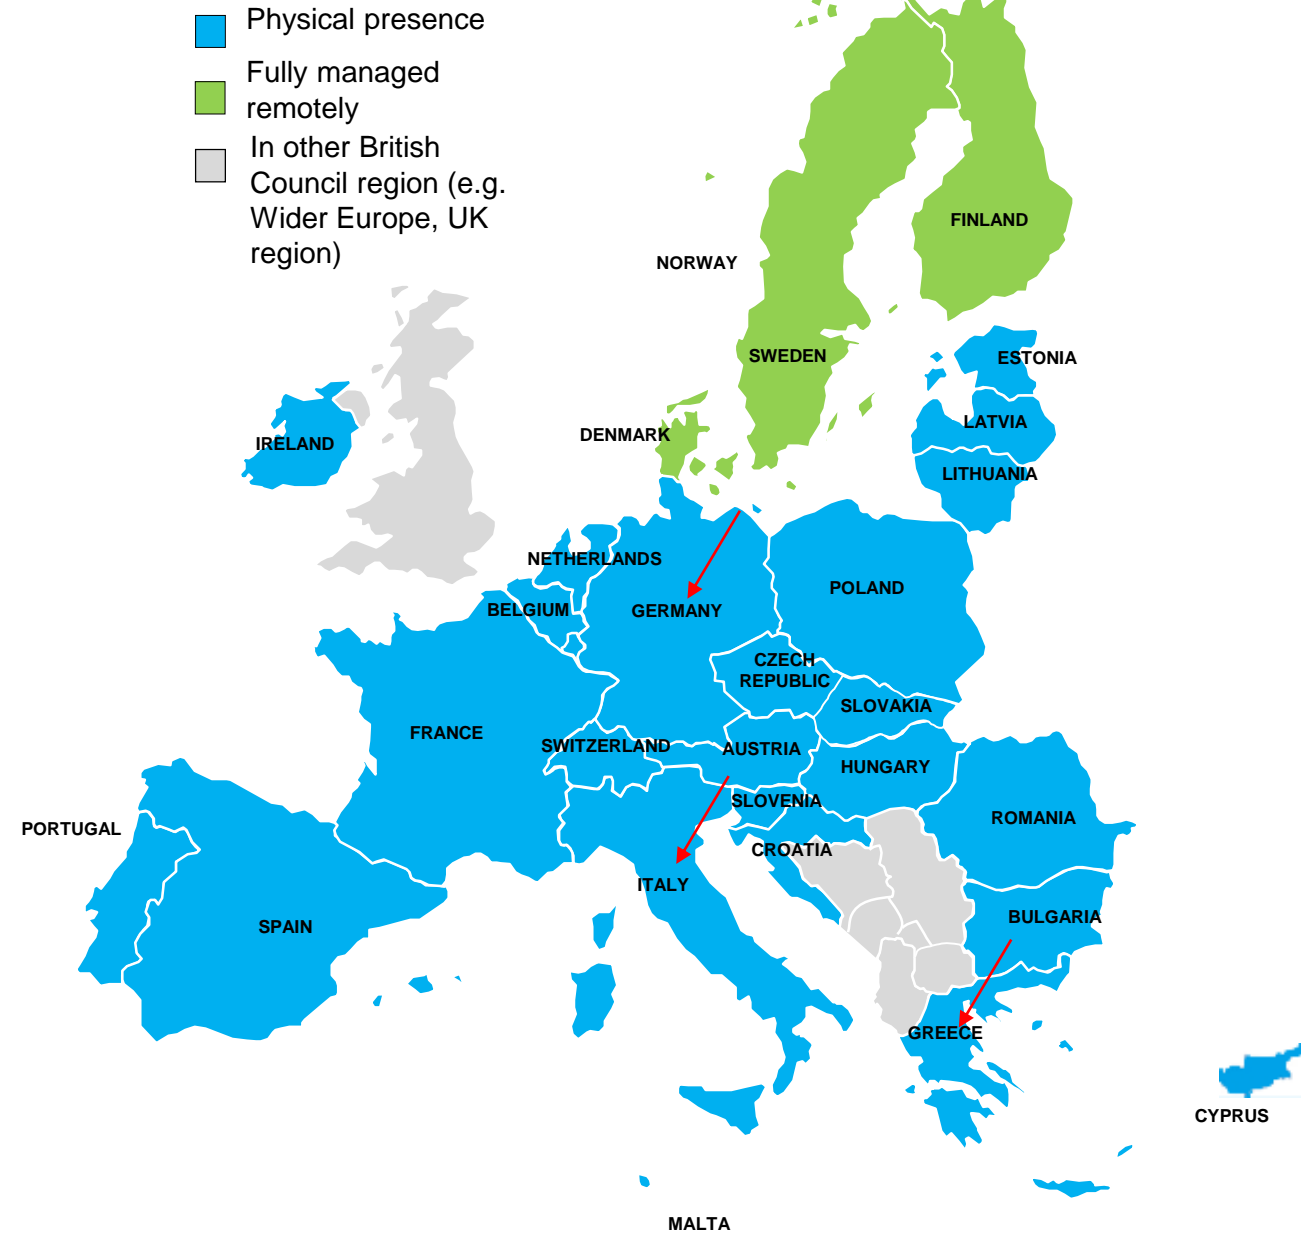 Physical presence
Fully managed
remotely
In other British
Council region (e.g.
Wider Europe, UK
region)
FINLAND
NORWAY
SWEDEN
ESTONIA
LATVIA
DENMARK
IRELAND
LITHUANIA
NETHERLANDS
POLAND
BELGIUM
GERMANY
CZECH
REPUBLIC
SLOVAKIA
FRANCE
SWITZERLAND
AUSTRIA
HUNGARY
SLOVENIA
ROMANIA
PORTUGAL
CROATIA
ITALY
BULGARIA
SPAIN
GREECE
CYPRUS
MALTA